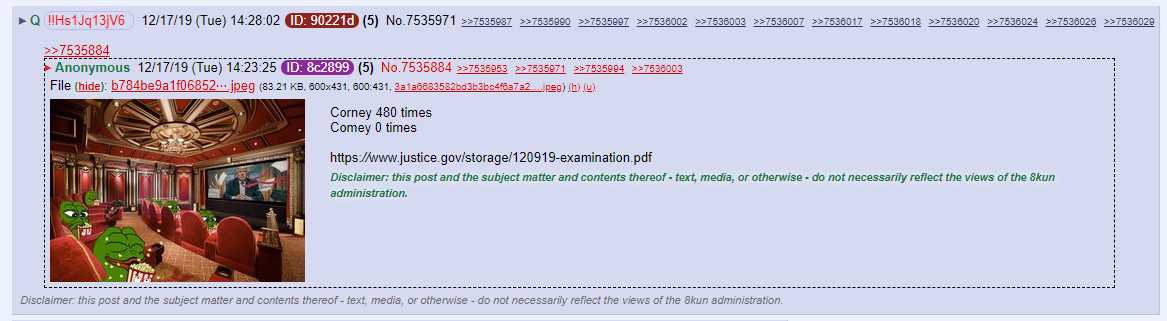 ▶ Q !!Hs1Jq13jV6 12/17/19 (Tue) 14:28:02 ID: 90221d (5) No.7535971 >>7535987 >>7535990 >>7535997 >>7536002 >>7536003 >>7536006 >>7536017 >>7536018 >>7536020 >>7536024 >>7536026 >>7536029
>>7535884
▶ Anonymous 12/17/19 (Tue) 14:23:25 ID: 8c2899 (5) No.7535884 >>7535953 >>7535971 >>7535994 >>7536003
File (hide): b784be9a1f06852⋯.jpeg (83.21 KB, 600x431, 600:431, 3a1a6683582bd3b3bc4f6a7a2….jpeg) (h) (u)
Corney 480 times
Comey 0 times
https://www.justice.gov/storage/120919-examination.pdf
Disclaimer: this post and the subject matter and contents thereof - text, media, or otherwise - do not necessarily reflect the views of the 8kun
administration.
Disclaimer: this post and the subject matter and contents thereof - text, media, or otherwise - do not necessarily reflect the views of the 8kun administration.